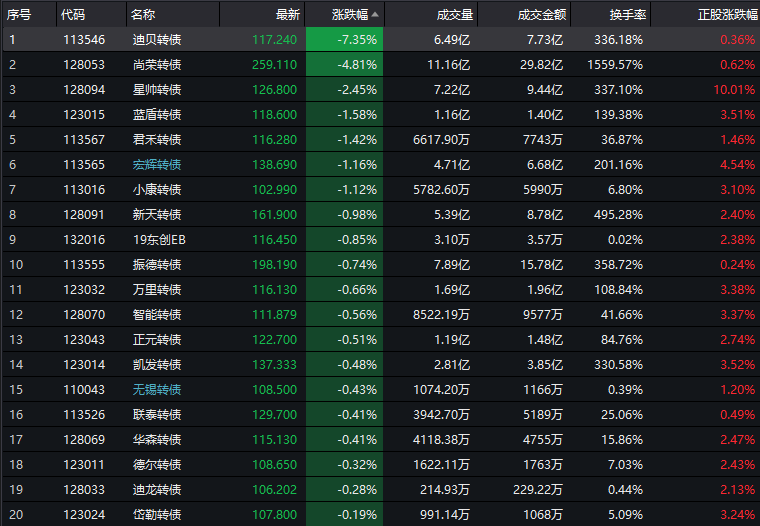 序号 代码 名称 最新 涨跌幅 成交量 成交金额 换手率 正股涨跌幅
1 113546 迪贝转债 117.240 -7.35% 6.49亿 7.73亿 336.18% 0.36%
2 128053 尚荣转债 259.110 -4.81% 11.16亿 29.82亿 1559.57% 0.62%
3 128094 星帅转债 126.800 -2.45% 7.22亿 9.44亿 337.10% 10.01%
4 123015 蓝盾转债 118.600 -1.58% 1.16亿 1.40亿 139.38% 3.51%
5 113567 君禾转债 116.280 -1.42% 6617.90万 7743万 36.87% 1.46%
6 113565 宏辉转债 138.690 -1.16% 4.71亿 6.68亿 201.16% 4.54%
7 113016 小康转债 102.990 -1.12% 5782.60万 5990万 6.80% 3.10%
8 128091 新天转债 161.900 -0.98% 5.39亿 8.78亿 495.28% 2.40%
9 132016 19东创EB 116.450 -0.85% 3.10万 3.57万 0.02% 2.38%
10 113555 振德转债 198.190 -0.74% 7.89亿 15.78亿 358.72% 0.24%
11 123032 万里转债 116.130 -0.66% 1.69亿 1.96亿 108.84% 3.38%
12 128070 智能转债 111.879 -0.56% 8522.19万 9577万 41.66% 3.37%
13 123043 正元转债 122.700 -0.51% 1.19亿 1.48亿 84.76% 2.74%
14 123014 凯发转债 137.333 -0.48% 2.81亿 3.85亿 330.58% 3.52%
15 110043 无锡转债 108.500 -0.43% 1074.20万 1166万 0.39% 1.20%
16 113526 联泰转债 129.700 -0.41% 3942.70万 5189万 25.06% 0.49%
17 128069 华森转债 115.130 -0.41% 4118.38万 4755万 15.86% 2.47%
18 123011 德尔转债 108.650 -0.32% 1622.11万 1763万 7.03% 2.43%
19 128033 迪龙转债 106.202 -0.28% 214.93万 229.22万 0.44% 2.13%
20 123024 岱勒转债 107.800 -0.19% 991.14万 1068万 5.09% 3.24%